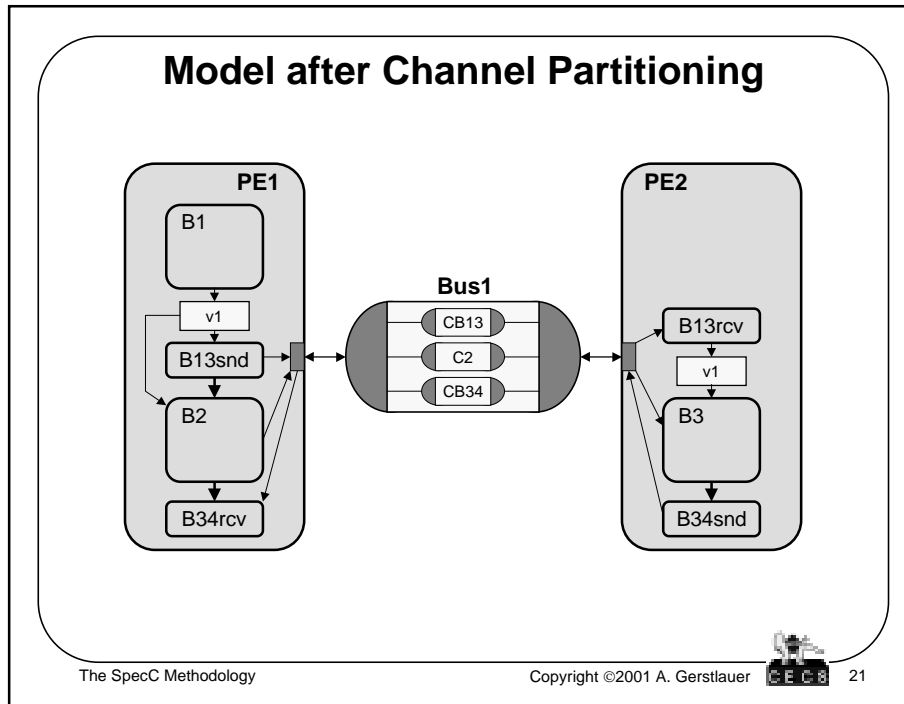 Model after Channel Partitioning
PE1
B1
v1
B13snd
B2
B34rcv
Bus1
CB13
C2
CB34
PE2
B13rcv
v1
B3
B34snd
The SpecC Methodology
Copyright ©2001 A. Gerstlauer
CECS
21